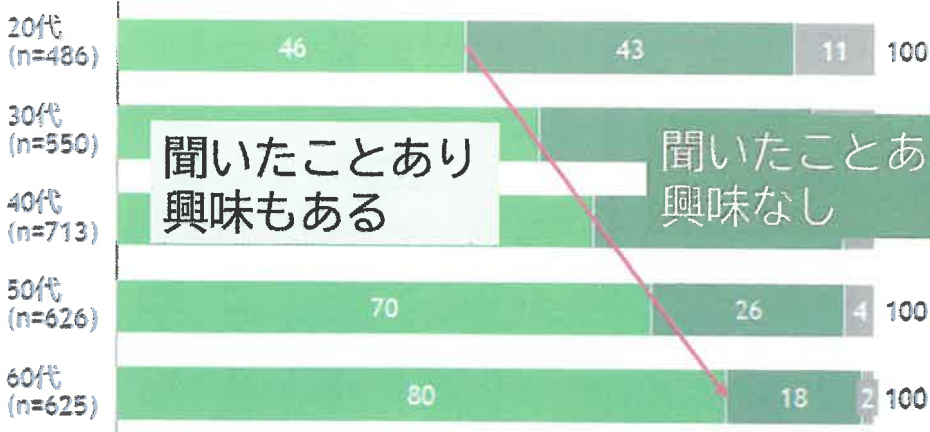 20代
(n=486)
46
43
11
100
30代
(n=550)
聞いたことあり
興味もある
聞いたことあ
興味なし
40代
(n=713)
50代
(n=626)
70
26
4
100
60代
(n=625)
80
18
2
100